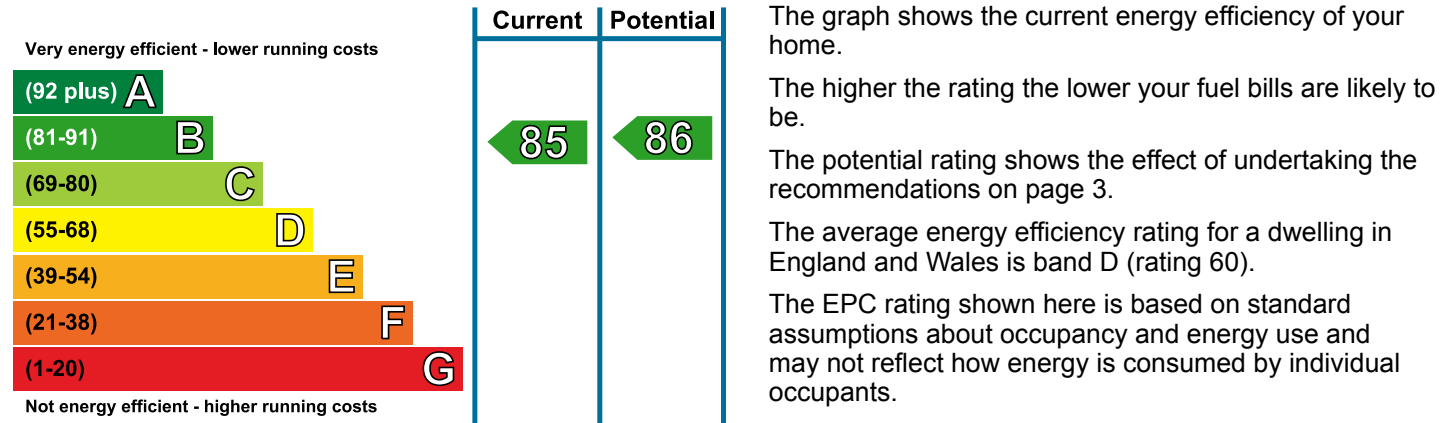 Current Potential
Very energy efficient - lower running costs
(92 plus) A
(81-91) B
85
86
(69-80) C
(55-68) D
(39-54) E
(21-38) F
(1-20) G
Not energy efficient - higher running costs
The graph shows the current energy efficiency of your
home.
The higher the rating the lower your fuel bills are likely to
be.
The potential rating shows the effect of undertaking the
recommendations on page 3.
The average energy efficiency rating for a dwelling in
England and Wales is band D (rating 60).
The EPC rating shown here is based on standard
assumptions about occupancy and energy use and
may not reflect how energy is consumed by individual
occupants.